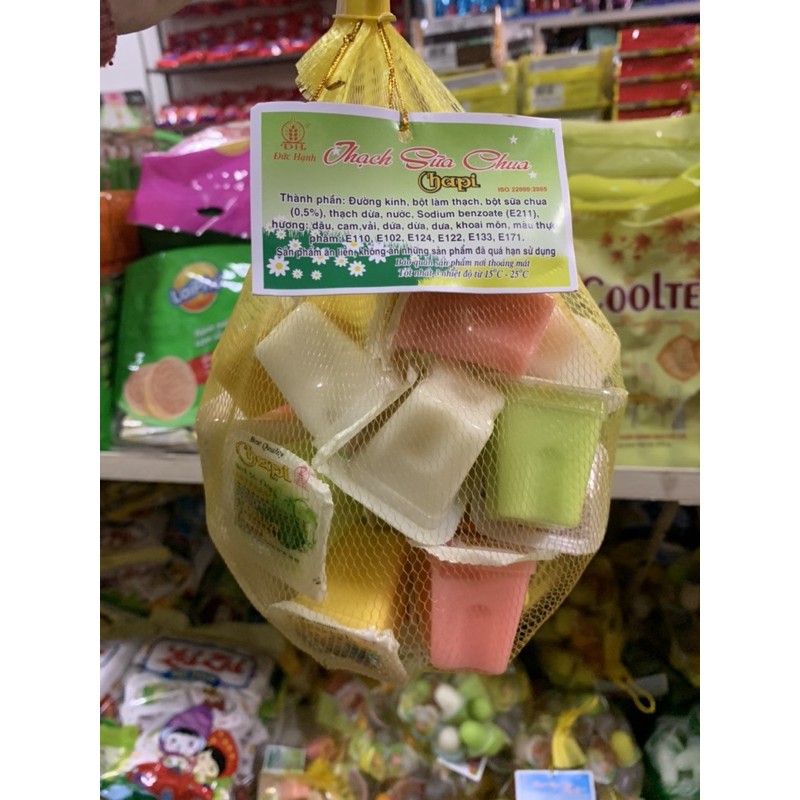 ĐH
Đức Hạnh
Thạch Sữa Chua
Chapi
ISO 22000:2005
Thành phần: Đường kính, bột làm thạch, bột sữa chua
(0,5%), thạch dừa, nước, Sodium benzoate (E211),
hương: dâu, cam,vải, dứa, dừa, dưa, khoai môn, màu thực
phẩm: E110, E102, E124, E122, E133, E171.
Sản phẩm ăn liền, không ăn những sản phẩm đã quá hạn sử dụng
Bảo quản sản phẩm nơi thoáng mát
Tốt nhất ở nhiệt độ từ 15°C - 25°C
COOLTE
Best Quality
Chapi